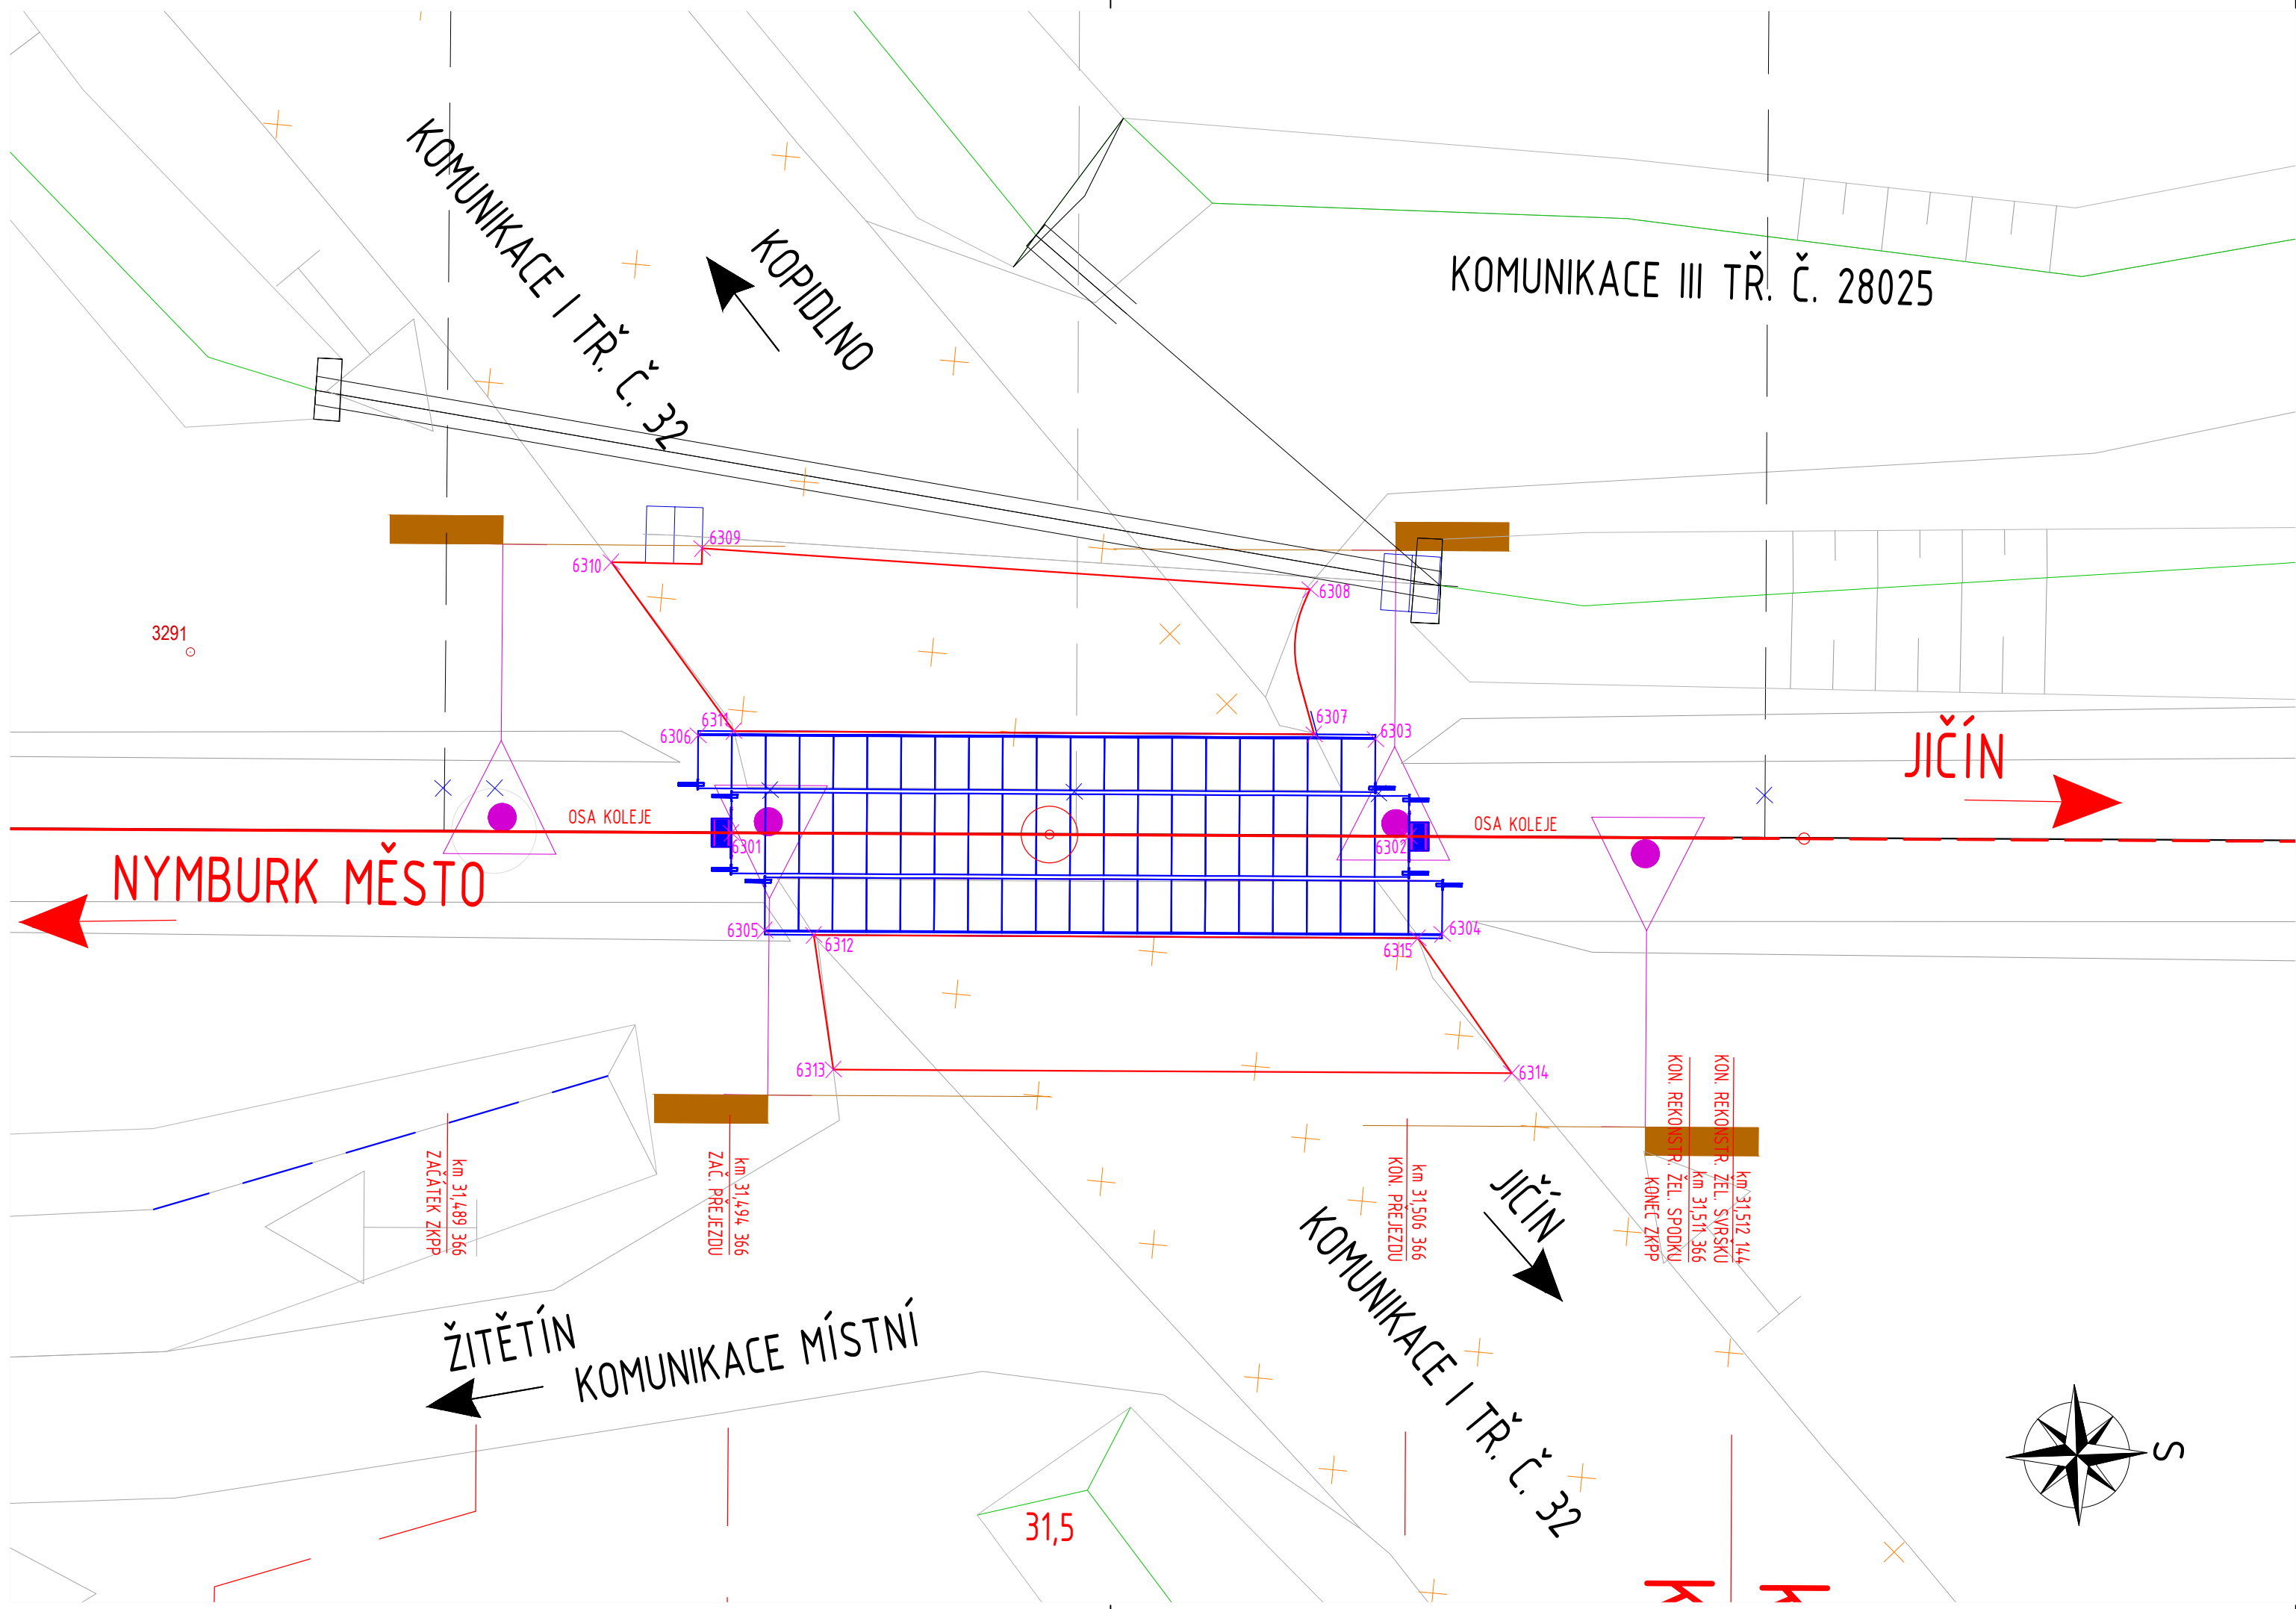 KOMUNIKACE I TŘ. Č. 32
KOPIDLNO
KOMUNIKACE III TŘ. Č. 28025
6309
6310
6308
3291
6311
6307
6306
6303
JIČÍN
OSA KOLEJE
OSA KOLEJE
6301
6302
NYMBURK MĚSTO
6305
6312
6304
6315
6313
6314
km 31,489 366
ZAČÁTEK ZKPP
km 31,494 366
ZAČ. PŘEJEZDU
km 31,506 366
KON. PŘEJEZDU
KON. REKONSTR. ŽEL. SVRŠKU
km 31,512 144
KON. REKONSTR. ŽEL. SPODKU
km 31,511 366
KONEC ZKPP
JIČÍN
KOMUNIKACE I TŘ. Č. 32
ŽITĚTÍN
KOMUNIKACE MÍSTNÍ
S
31,5
K
K